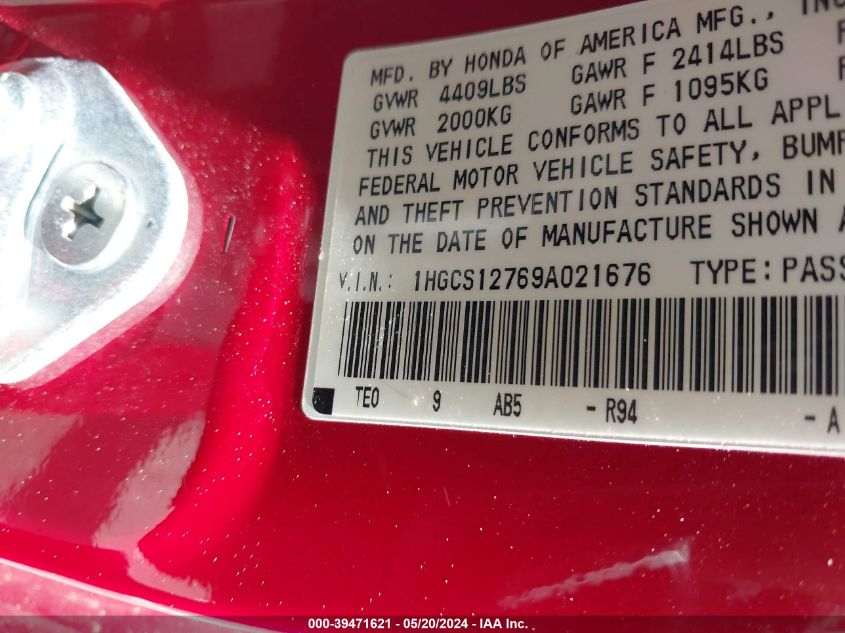 MFD. BY HONDA OF AMERICA MFG., INC
GVWR 4409LBS GAWR F 2414LBS
GVWR 2000KG GAWR F 1095KG
THIS VEHICLE CONFORMS TO ALL APPL
FEDERAL MOTOR VEHICLE SAFETY, BUMP
AND THEFT PREVENTION STANDARDS IN
ON THE DATE OF MANUFACTURE SHOWN A
V.I.N.: 1HGCS12769A021676 TYPE:PASS
TE0 9 AB5 -R94 -A
000-39471621 - 05/20/2024 - IAA Inc.